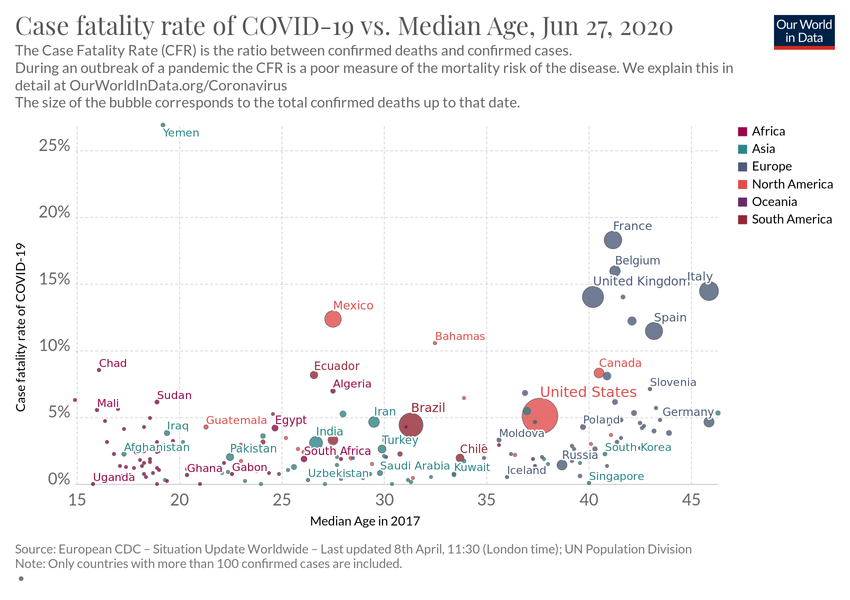 Case fatality rate of COVID-19 vs. Median Age, Jun 27, 2020
Our World
in Data
The Case Fatality Rate (CFR) is the ratio between confirmed deaths and confirmed cases.
During an outbreak of a pandemic the CFR is a poor measure of the mortality risk of the disease. We explain this in
detail at OurWorldInData.org/Coronavirus
The size of the bubble corresponds to the total confirmed deaths up to that date.
Africa
Asia
Europe
North America
Oceania
South America
Case fatality rate of COVID-19
25%
20%
15%
10%
5%
0%
Yemen
France
Belgium
United Kingdom
Italy
Mexico
Spain
Bahamas
Chad
Ecuador
Canada
Algeria
Slovenia
Mali
Sudan
United States
Iraq
Guatemala
Egypt
Iran
Brazil
Poland
Germany
India
Moldova
Afghanistan
Pakistan
South Africa
Turkey
Chile
Russia
South Korea
Uganda
Ghana
Gabon
Uzbekistan
Saudi Arabia
Kuwait
Iceland
Singapore
15
20
25
30
35
40
45
Median Age in 2017
Source: European CDC – Situation Update Worldwide – Last updated 8th April, 11:30 (London time); UN Population Division
Note: Only countries with more than 100 confirmed cases are included.